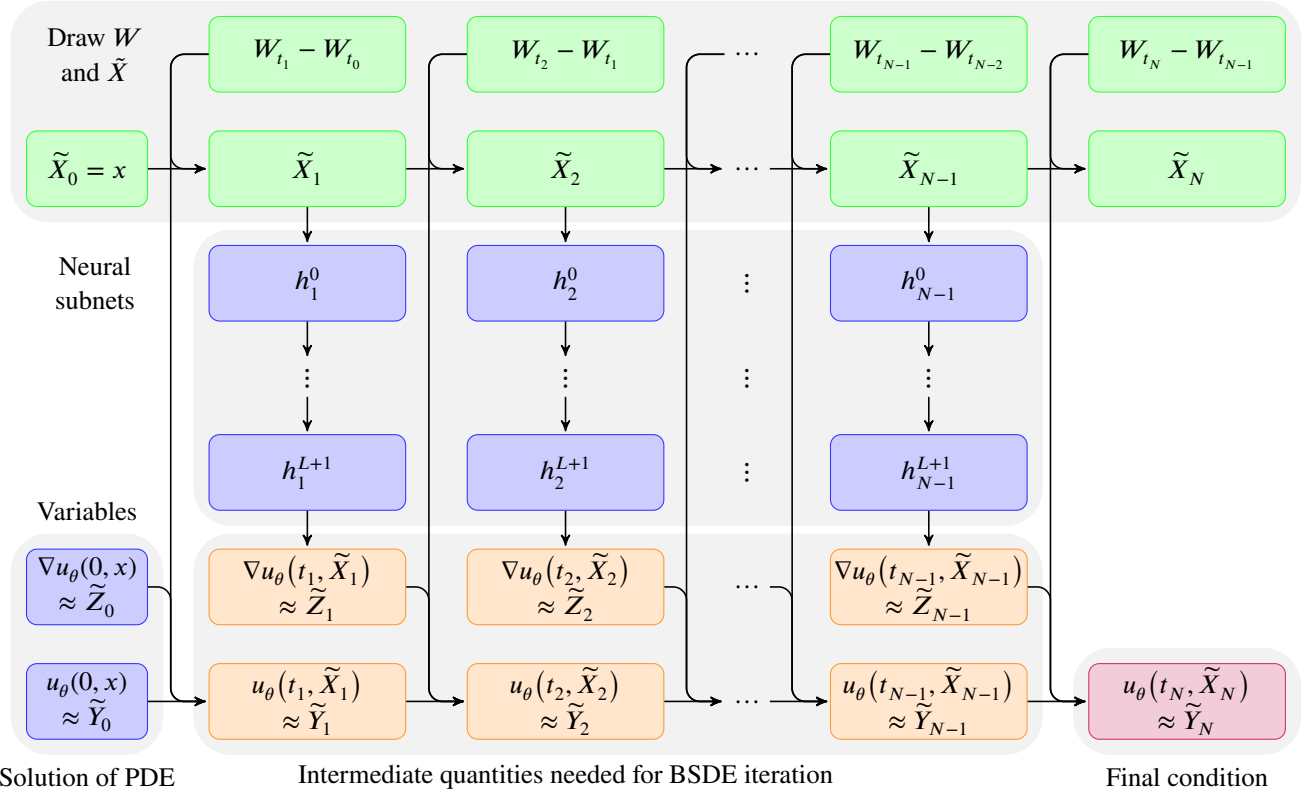 Draw W
and X̃
W_{t_1} − W_{t_0}
W_{t_2} − W_{t_1}
...
W_{t_{N−1}} − W_{t_{N−2}}
W_{t_N} − W_{t_{N−1}}
X̃_0 = x
X̃_1
X̃_2
...
X̃_{N−1}
X̃_N
Neural
subnets
h_1^0
h_2^0
⋮
h_{N−1}^0
⋮
⋮
⋮
⋮
h_1^{L+1}
h_2^{L+1}
⋮
h_{N−1}^{L+1}
Variables
∇u_θ(0, x)
≈ Z̃_0
∇u_θ(t_1, X̃_1)
≈ Z̃_1
∇u_θ(t_2, X̃_2)
≈ Z̃_2
...
∇u_θ(t_{N−1}, X̃_{N−1})
≈ Z̃_{N−1}
u_θ(0, x)
≈ Ỹ_0
u_θ(t_1, X̃_1)
≈ Ỹ_1
u_θ(t_2, X̃_2)
≈ Ỹ_2
...
u_θ(t_{N−1}, X̃_{N−1})
≈ Ỹ_{N−1}
u_θ(t_N, X̃_N)
≈ Ỹ_N
Solution of PDE
Intermediate quantities needed for BSDE iteration
Final condition